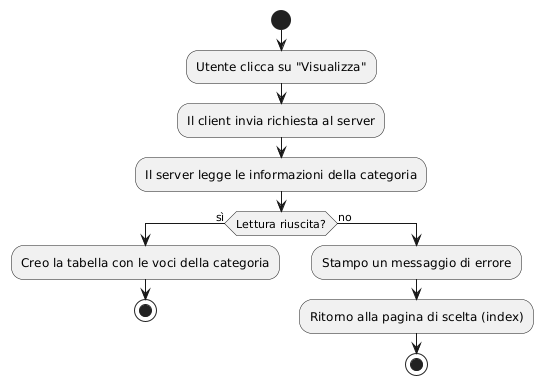 Utente clicca su "Visualizza"
Il client invia richiesta al server
Il server legge le informazioni della categoria
Lettura riuscita?
sì
no
Creo la tabella con le voci della categoria
Stampo un messaggio di errore
Ritorno alla pagina di scelta (index)